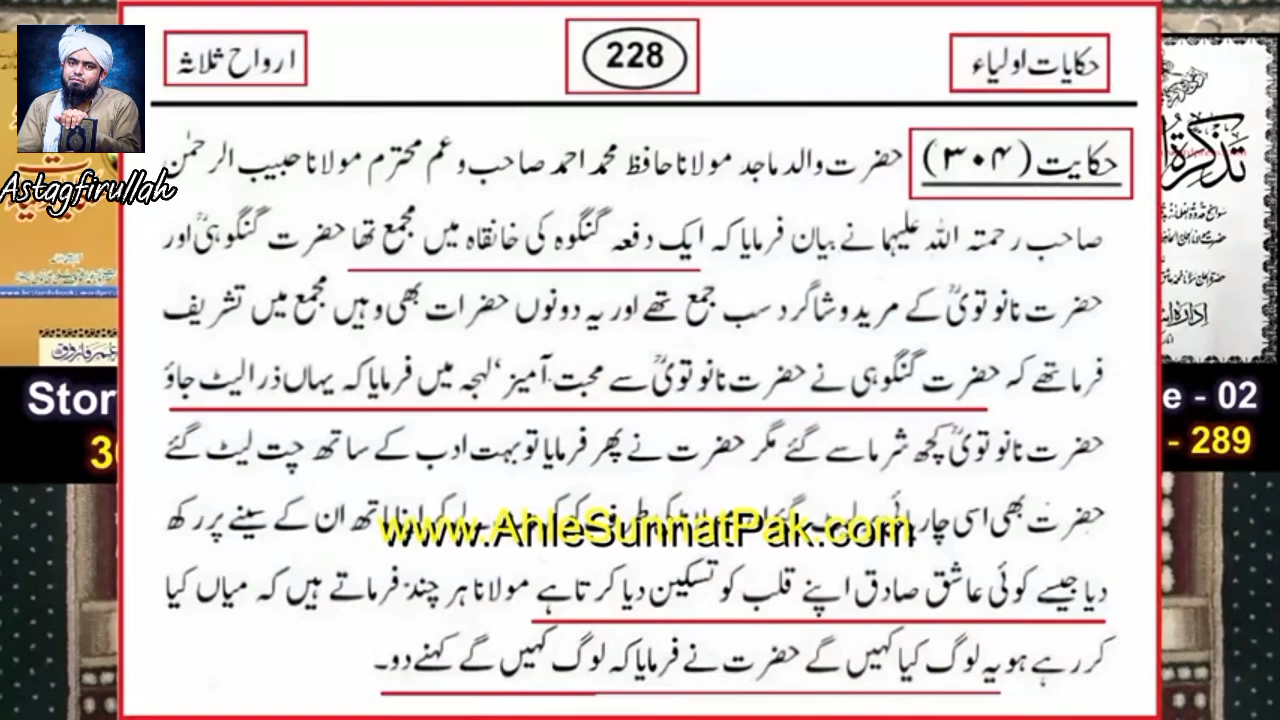 حکایات اولیاء
228
ارواح ثلاثہ
حکایت (۳۰۴) حضرت والد ماجد مولانا حافظ محمد احمد صاحب و عم محترم مولانا حبیب الرحمٰن
صاحب رحمتہ اللہ علیہما نے بیان فرمایا کہ ایک دفعہ گنگوہ کی خانقاہ میں مجمع تھا حضرت گنگوہیؒ اور
حضرت نانوتویؒ کے مرید و شاگرد سب جمع تھے اور یہ دونوں حضرات بھی وہیں مجمع میں تشریف
فرما تھے کہ حضرت گنگوہی نے حضرت نانوتویؒ سے محبت آمیز لہجہ میں فرمایا کہ یہاں ذرا لیٹ جاؤ
حضرت نانوتویؒ کچھ شرما سے گئے مگر حضرت نے پھر فرمایا تو بہت ادب کے ساتھ چت لیٹ گئے
حضرت بھی اسی چارپائی پر ہاتھ ان کے سینے پر رکھ
www.AhleSunnatPak.com
دیا جیسے کوئی عاشق صادق اپنے قلب کو تسکین دیا کرتا ہے مولانا ہر چند فرماتے ہیں کہ میاں کیا
کر رہے ہو یہ لوگ کیا کہیں گے حضرت نے فرمایا کہ لوگ کہیں گے کہنے دو۔
Astagfirullah
Stor
e - 02
- 289